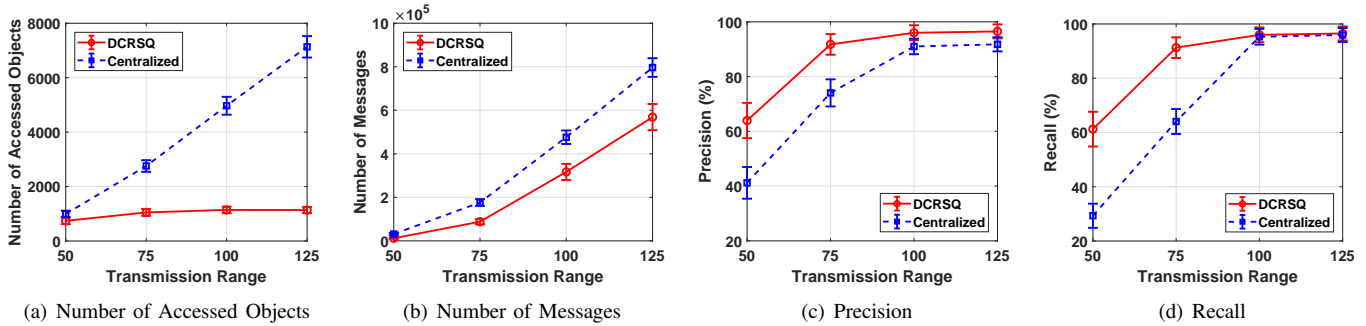 8000
6000
4000
2000
0
Number of Accessed Objects
DCRSQ
Centralized
50 75 100 125
Transmission Range
(a) Number of Accessed Objects
×10^5
10
8
6
4
2
0
Number of Messages
DCRSQ
Centralized
50 75 100 125
Transmission Range
(b) Number of Messages
100
80
60
40
20
Precision (%)
DCRSQ
Centralized
50 75 100 125
Transmission Range
(c) Precision
100
80
60
40
20
Recall (%)
DCRSQ
Centralized
50 75 100 125
Transmission Range
(d) Recall